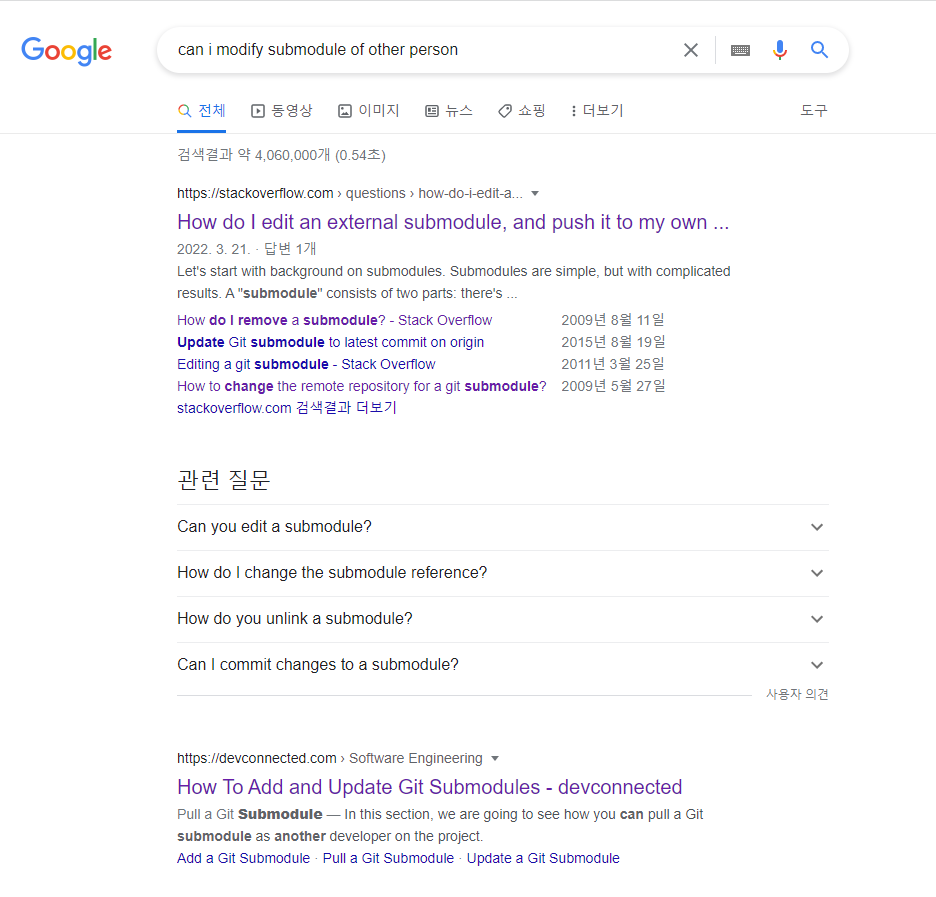 Google
can i modify submodule of other person
전체 동영상 이미지 뉴스 쇼핑 더보기 도구
검색결과 약 4,060,000개 (0.54초)
https://stackoverflow.com › questions › how-do-i-edit-a...
How do I edit an external submodule, and push it to my own ...
2022. 3. 21. · 답변 1개
Let's start with background on submodules. Submodules are simple, but with complicated
results. A "submodule" consists of two parts: there's ...
How do I remove a submodule? - Stack Overflow 2009년 8월 11일
Update Git submodule to latest commit on origin 2015년 8월 19일
Editing a git submodule - Stack Overflow 2011년 3월 25일
How to change the remote repository for a git submodule? 2009년 5월 27일
stackoverflow.com 검색결과 더보기
관련 질문
Can you edit a submodule?
How do I change the submodule reference?
How do you unlink a submodule?
Can I commit changes to a submodule?
사용자 의견
https://devconnected.com › Software Engineering
How To Add and Update Git Submodules - devconnected
Pull a Git Submodule — In this section, we are going to see how you can pull a Git
submodule as another developer on the project.
Add a Git Submodule · Pull a Git Submodule · Update a Git Submodule